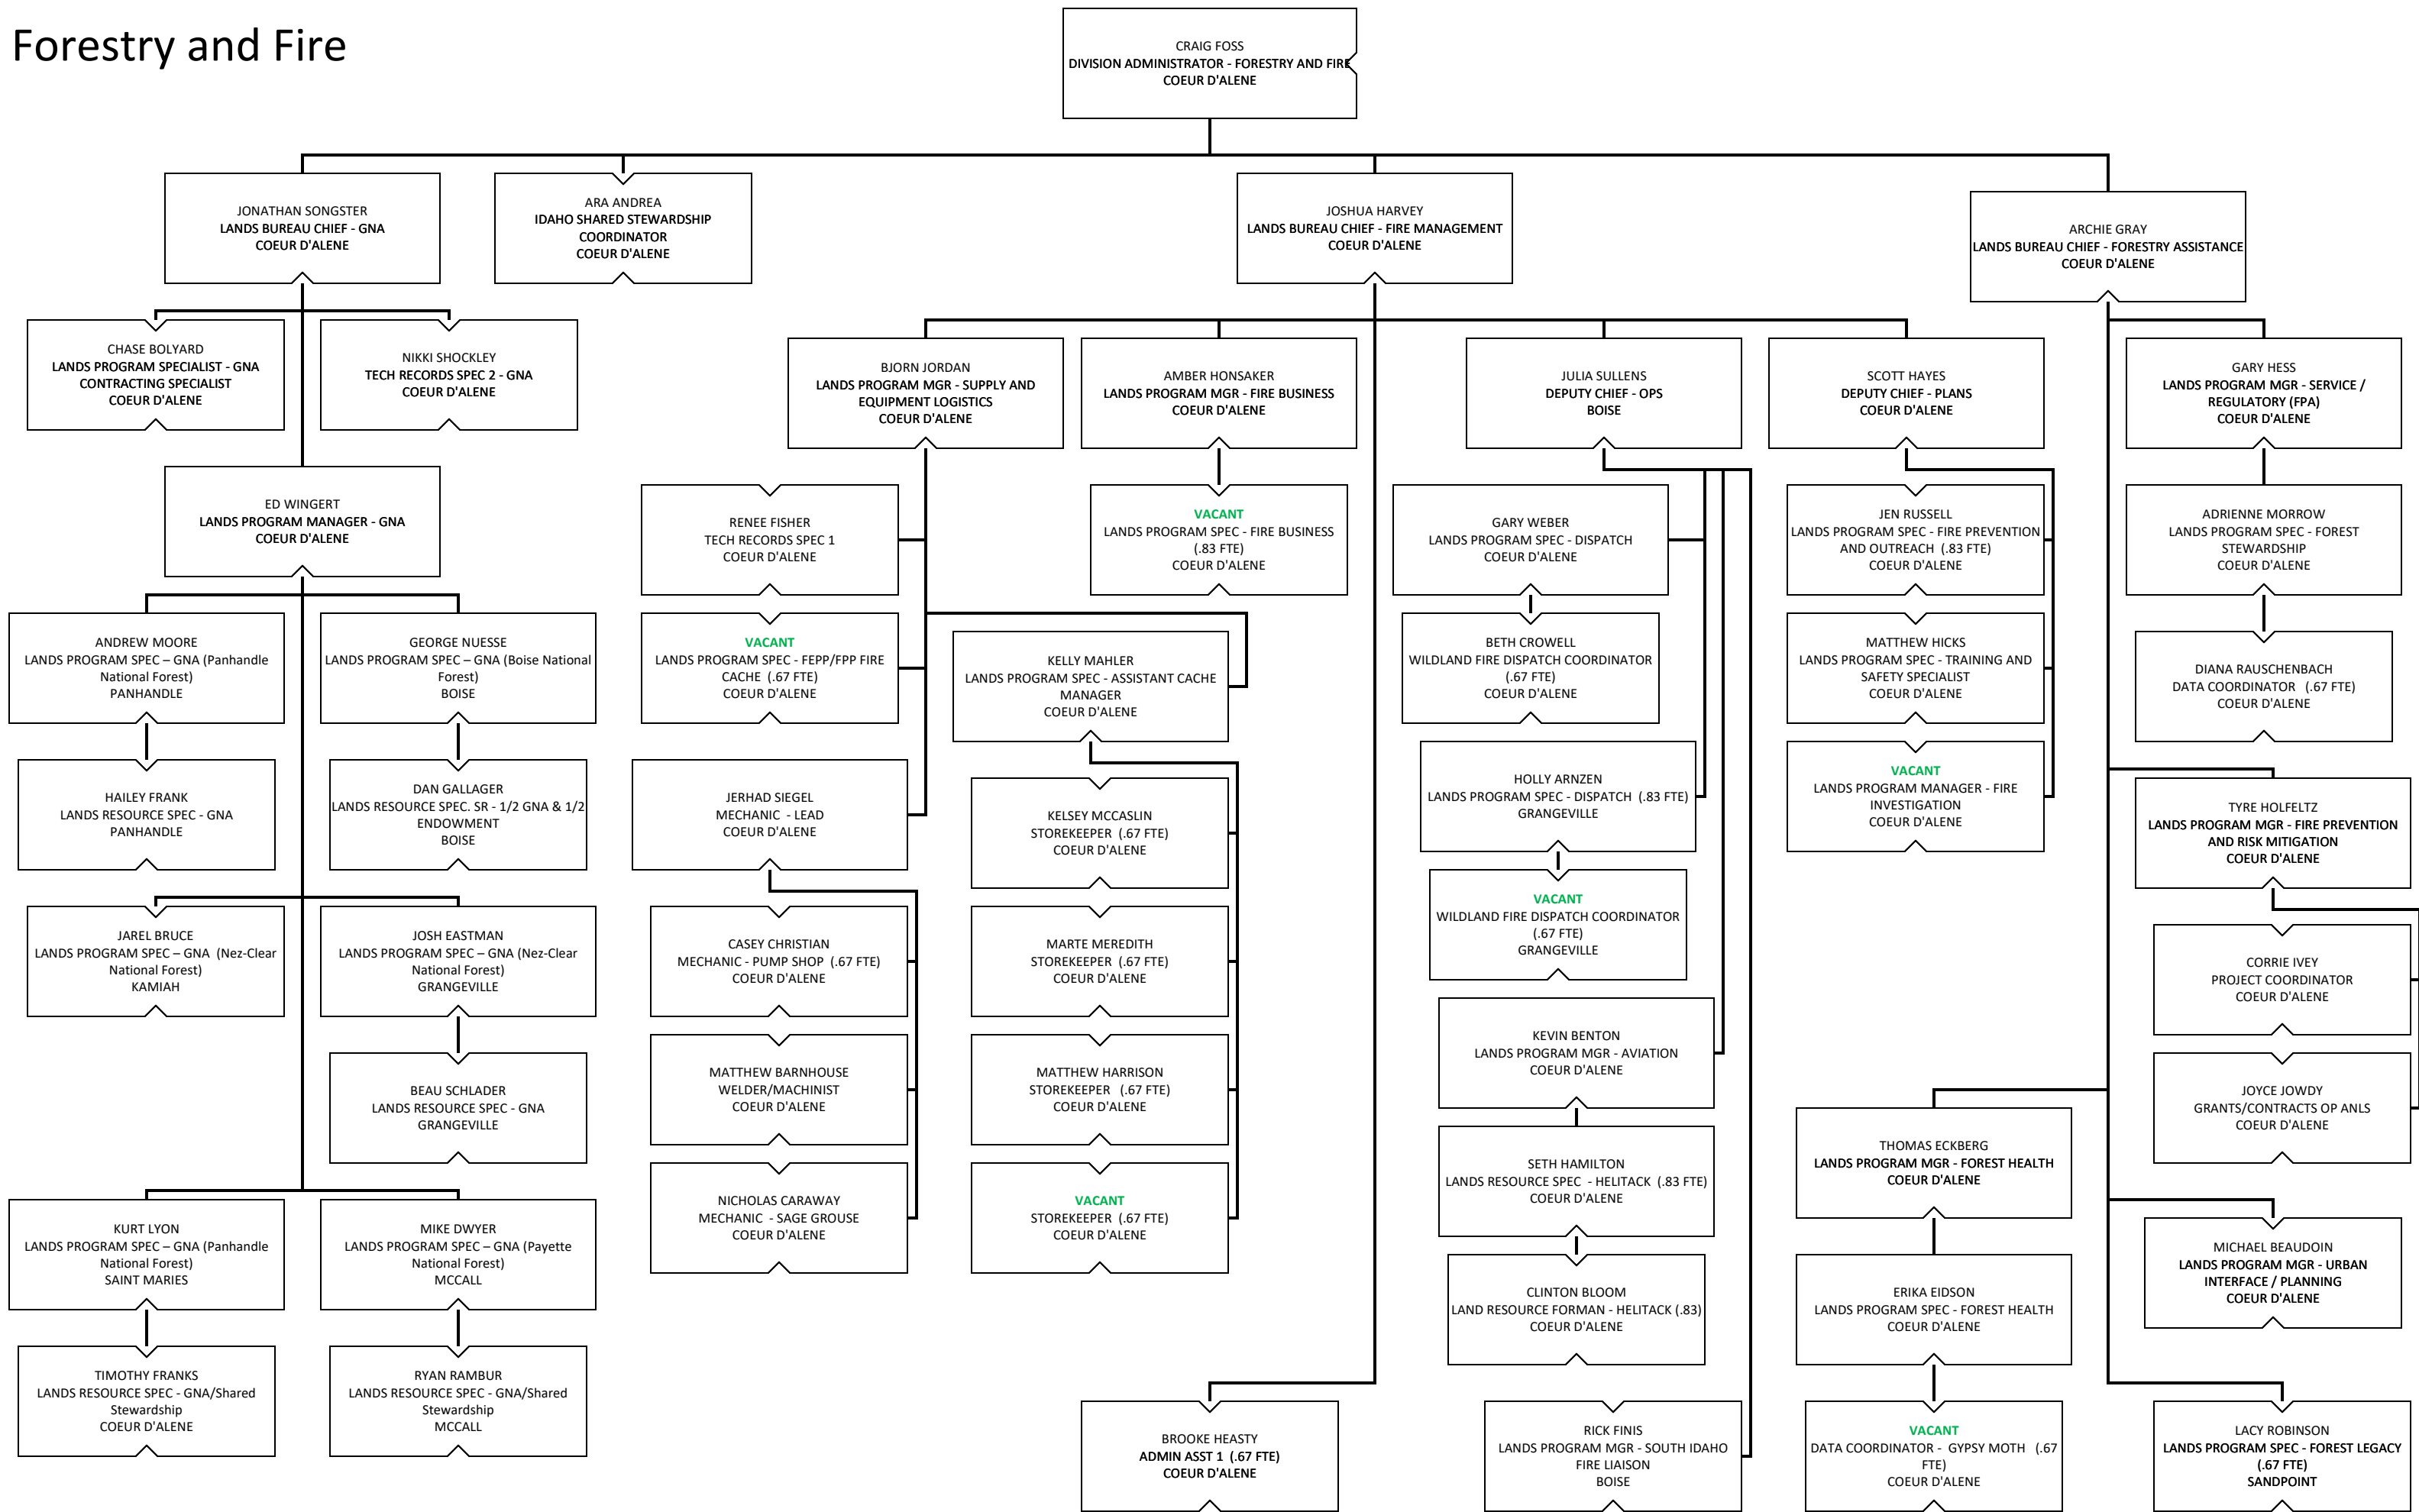 Forestry and Fire
CRAIG FOSS
DIVISION ADMINISTRATOR - FORESTRY AND FIRE
COEUR D'ALENE
JONATHAN SONGSTER
LANDS BUREAU CHIEF - GNA
COEUR D'ALENE
ARA ANDREA
IDAHO SHARED STEWARDSHIP
COORDINATOR
COEUR D'ALENE
JOSHUA HARVEY
LANDS BUREAU CHIEF - FIRE MANAGEMENT
COEUR D'ALENE
ARCHIE GRAY
LANDS BUREAU CHIEF - FORESTRY ASSISTANCE
COEUR D'ALENE
CHASE BOLYARD
LANDS PROGRAM SPECIALIST - GNA
CONTRACTING SPECIALIST
COEUR D'ALENE
NIKKI SHOCKLEY
TECH RECORDS SPEC 2 - GNA
COEUR D'ALENE
BJORN JORDAN
LANDS PROGRAM MGR - SUPPLY AND
EQUIPMENT LOGISTICS
COEUR D'ALENE
AMBER HONSAKER
LANDS PROGRAM MGR - FIRE BUSINESS
COEUR D'ALENE
JULIA SULLENS
DEPUTY CHIEF - OPS
BOISE
SCOTT HAYES
DEPUTY CHIEF - PLANS
COEUR D'ALENE
GARY HESS
LANDS PROGRAM MGR - SERVICE /
REGULATORY (FPA)
COEUR D'ALENE
ED WINGERT
LANDS PROGRAM MANAGER - GNA
COEUR D'ALENE
RENEE FISHER
TECH RECORDS SPEC 1
COEUR D'ALENE
VACANT
LANDS PROGRAM SPEC - FIRE BUSINESS
(.83 FTE)
COEUR D'ALENE
GARY WEBER
LANDS PROGRAM SPEC - DISPATCH
COEUR D'ALENE
JEN RUSSELL
LANDS PROGRAM SPEC - FIRE PREVENTION
AND OUTREACH (.83 FTE)
COEUR D'ALENE
ADRIENNE MORROW
LANDS PROGRAM SPEC - FOREST
STEWARDSHIP
COEUR D'ALENE
ANDREW MOORE
LANDS PROGRAM SPEC – GNA (Panhandle
National Forest)
PANHANDLE
GEORGE NUESSE
LANDS PROGRAM SPEC – GNA (Boise National
Forest)
BOISE
VACANT
LANDS PROGRAM SPEC - FEPP/FPP FIRE
CACHE (.67 FTE)
COEUR D'ALENE
KELLY MAHLER
LANDS PROGRAM SPEC - ASSISTANT CACHE
MANAGER
COEUR D'ALENE
BETH CROWELL
WILDLAND FIRE DISPATCH COORDINATOR
(.67 FTE)
COEUR D'ALENE
MATTHEW HICKS
LANDS PROGRAM SPEC - TRAINING AND
SAFETY SPECIALIST
COEUR D'ALENE
DIANA RAUSCHENBACH
DATA COORDINATOR (.67 FTE)
COEUR D'ALENE
HAILEY FRANK
LANDS RESOURCE SPEC - GNA
PANHANDLE
DAN GALLAGER
LANDS RESOURCE SPEC. SR - 1/2 GNA & 1/2
ENDOWMENT
BOISE
JERHAD SIEGEL
MECHANIC - LEAD
COEUR D'ALENE
KELSEY MCCASLIN
STOREKEEPER (.67 FTE)
COEUR D'ALENE
HOLLY ARNZEN
LANDS PROGRAM SPEC - DISPATCH (.83 FTE)
GRANGEVILLE
VACANT
LANDS PROGRAM MANAGER - FIRE
INVESTIGATION
COEUR D'ALENE
TYRE HOLFELTZ
LANDS PROGRAM MGR - FIRE PREVENTION
AND RISK MITIGATION
COEUR D'ALENE
JAREL BRUCE
LANDS PROGRAM SPEC – GNA (Nez-Clear
National Forest)
KAMIAH
JOSH EASTMAN
LANDS PROGRAM SPEC – GNA (Nez-Clear
National Forest)
GRANGEVILLE
CASEY CHRISTIAN
MECHANIC - PUMP SHOP (.67 FTE)
COEUR D'ALENE
MARTE MEREDITH
STOREKEEPER (.67 FTE)
COEUR D'ALENE
VACANT
WILDLAND FIRE DISPATCH COORDINATOR
(.67 FTE)
GRANGEVILLE
CORRIE IVEY
PROJECT COORDINATOR
COEUR D'ALENE
BEAU SCHLADER
LANDS RESOURCE SPEC - GNA
GRANGEVILLE
MATTHEW BARNHOUSE
WELDER/MACHINIST
COEUR D'ALENE
MATTHEW HARRISON
STOREKEEPER (.67 FTE)
COEUR D'ALENE
KEVIN BENTON
LANDS PROGRAM MGR - AVIATION
COEUR D'ALENE
JOYCE JOWDY
GRANTS/CONTRACTS OP ANLS
COEUR D'ALENE
THOMAS ECKBERG
LANDS PROGRAM MGR - FOREST HEALTH
COEUR D'ALENE
KURT LYON
LANDS PROGRAM SPEC – GNA (Panhandle
National Forest)
SAINT MARIES
MIKE DWYER
LANDS PROGRAM SPEC – GNA (Payette
National Forest)
MCCALL
NICHOLAS CARAWAY
MECHANIC - SAGE GROUSE
COEUR D'ALENE
VACANT
STOREKEEPER (.67 FTE)
COEUR D'ALENE
SETH HAMILTON
LANDS RESOURCE SPEC - HELITACK (.83 FTE)
COEUR D'ALENE
MICHAEL BEAUDOIN
LANDS PROGRAM MGR - URBAN
INTERFACE / PLANNING
COEUR D'ALENE
CLINTON BLOOM
LAND RESOURCE FORMAN - HELITACK (.83)
COEUR D'ALENE
ERIKA EIDSON
LANDS PROGRAM SPEC - FOREST HEALTH
COEUR D'ALENE
TIMOTHY FRANKS
LANDS RESOURCE SPEC - GNA/Shared
Stewardship
COEUR D'ALENE
RYAN RAMBUR
LANDS RESOURCE SPEC - GNA/Shared
Stewardship
MCCALL
BROOKE HEASTY
ADMIN ASST 1 (.67 FTE)
COEUR D'ALENE
RICK FINIS
LANDS PROGRAM MGR - SOUTH IDAHO
FIRE LIAISON
BOISE
VACANT
DATA COORDINATOR - GYPSY MOTH (.67
FTE)
COEUR D'ALENE
LACY ROBINSON
LANDS PROGRAM SPEC - FOREST LEGACY
(.67 FTE)
SANDPOINT